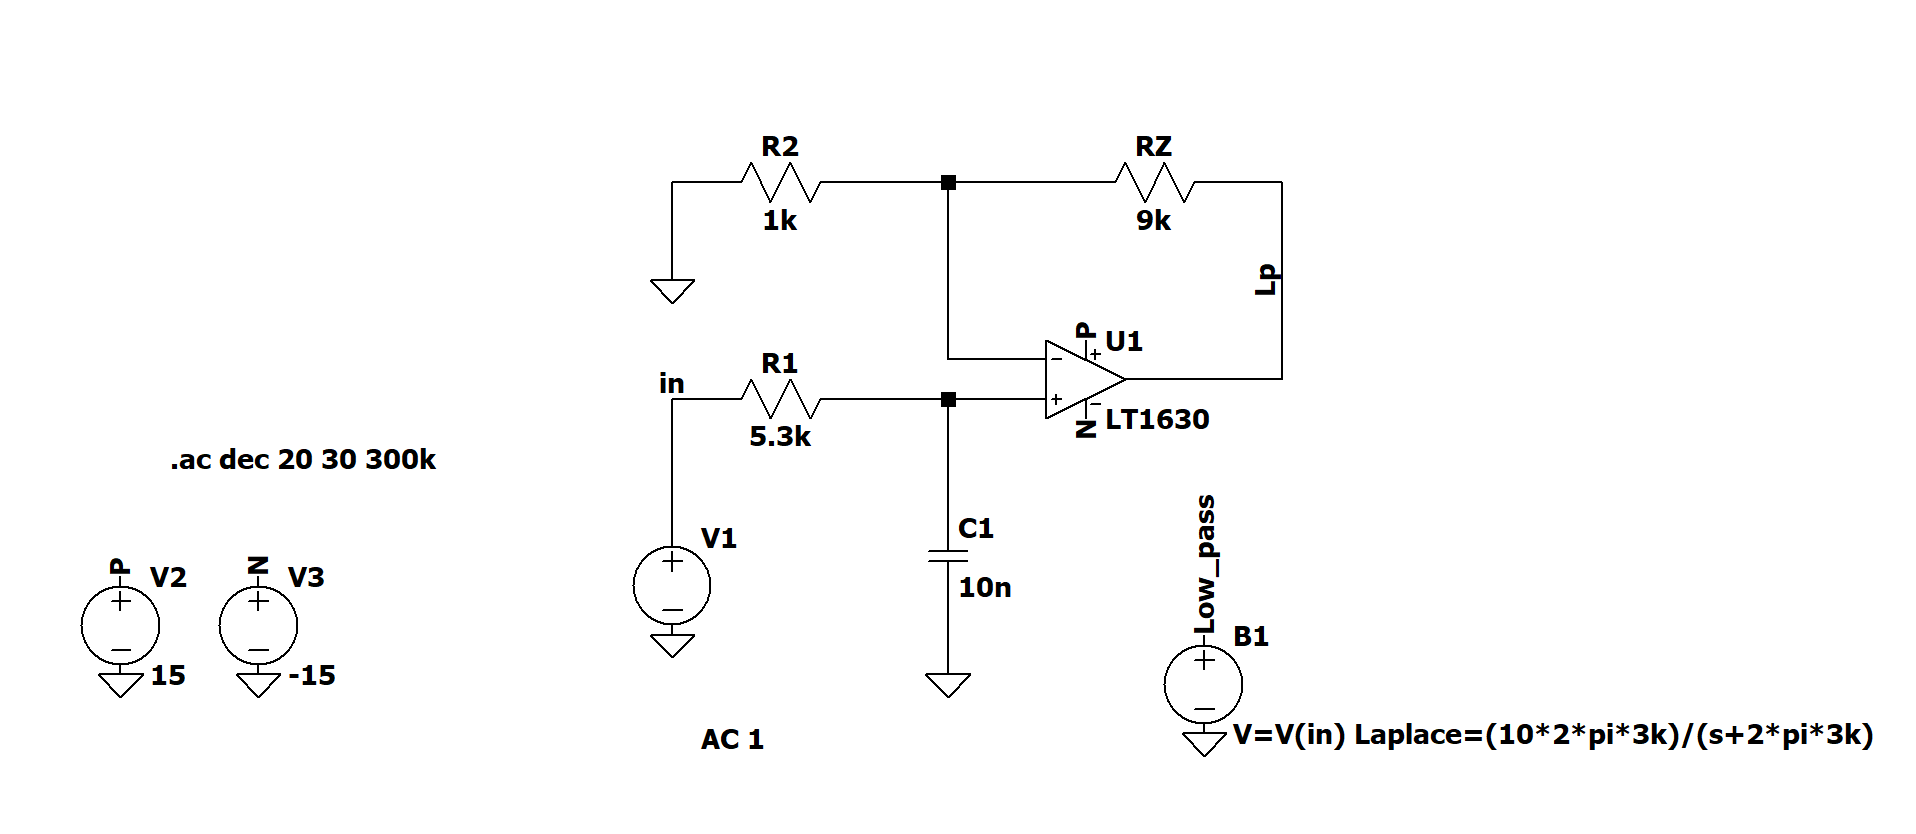 R2
RZ
1k
9k
Lp
P
U1
+
−
R1
in
+
−
LT1630
N
5.3k
.ac dec 20 30 300k
Low_pass
C1
V1
+
−
10n
P
V2
N
V3
+
−
+
−
15
-15
B1
+
−
AC 1
V=V(in) Laplace=(10*2*pi*3k)/(s+2*pi*3k)